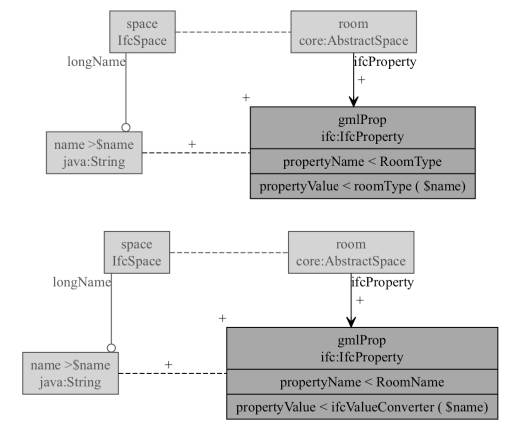 space
IfcSpace
room
core:AbstractSpace
longName
ifcProperty
+
+
gmlProp
ifc:IfcProperty
name >$name
java:String
+
propertyName < RoomType
propertyValue < roomType ( $name)
space
IfcSpace
room
core:AbstractSpace
longName
ifcProperty
+
+
gmlProp
ifc:IfcProperty
name >$name
java:String
+
propertyName < RoomName
propertyValue < ifcValueConverter ( $name)